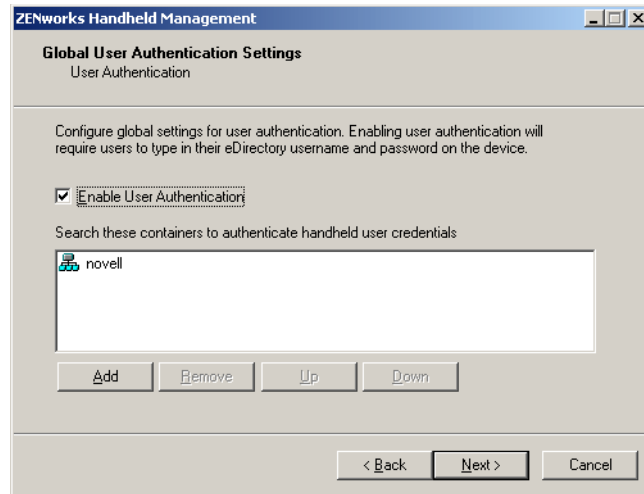 ZENworks Handheld Management
Global User Authentication Settings
User Authentication
Configure global settings for user authentication. Enabling user authentication will
require users to type in their eDirectory username and password on the device.
Enable User Authentication
Search these containers to authenticate handheld user credentials
novell
Add Remove Up Down
< Back Next > Cancel